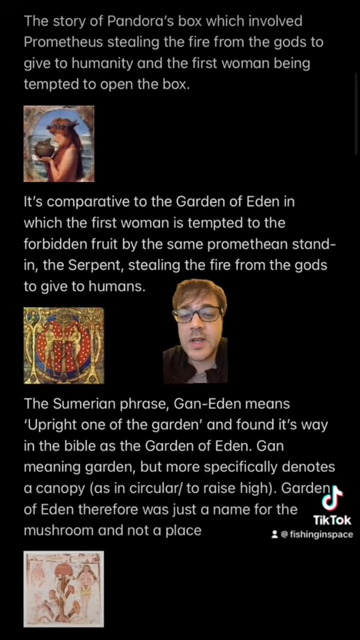 The story of Pandora's box which involved
Prometheus stealing the fire from the gods to
give to humanity and the first woman being
tempted to open the box.
It's comparative to the Garden of Eden in
which the first woman is tempted to the
forbidden fruit by the same promethean stand-
in, the Serpent, stealing the fire from the gods
to give to humans.
The Sumerian phrase, Gan-Eden means
'Upright one of the garden' and found it's way
in the bible as the Garden of Eden. Gan
meaning garden, but more specifically denotes
a canopy (as in circular/ to raise high). Garden
of Eden therefore was just a name for the
mushroom and not a place
TikTok
@fishinginspace